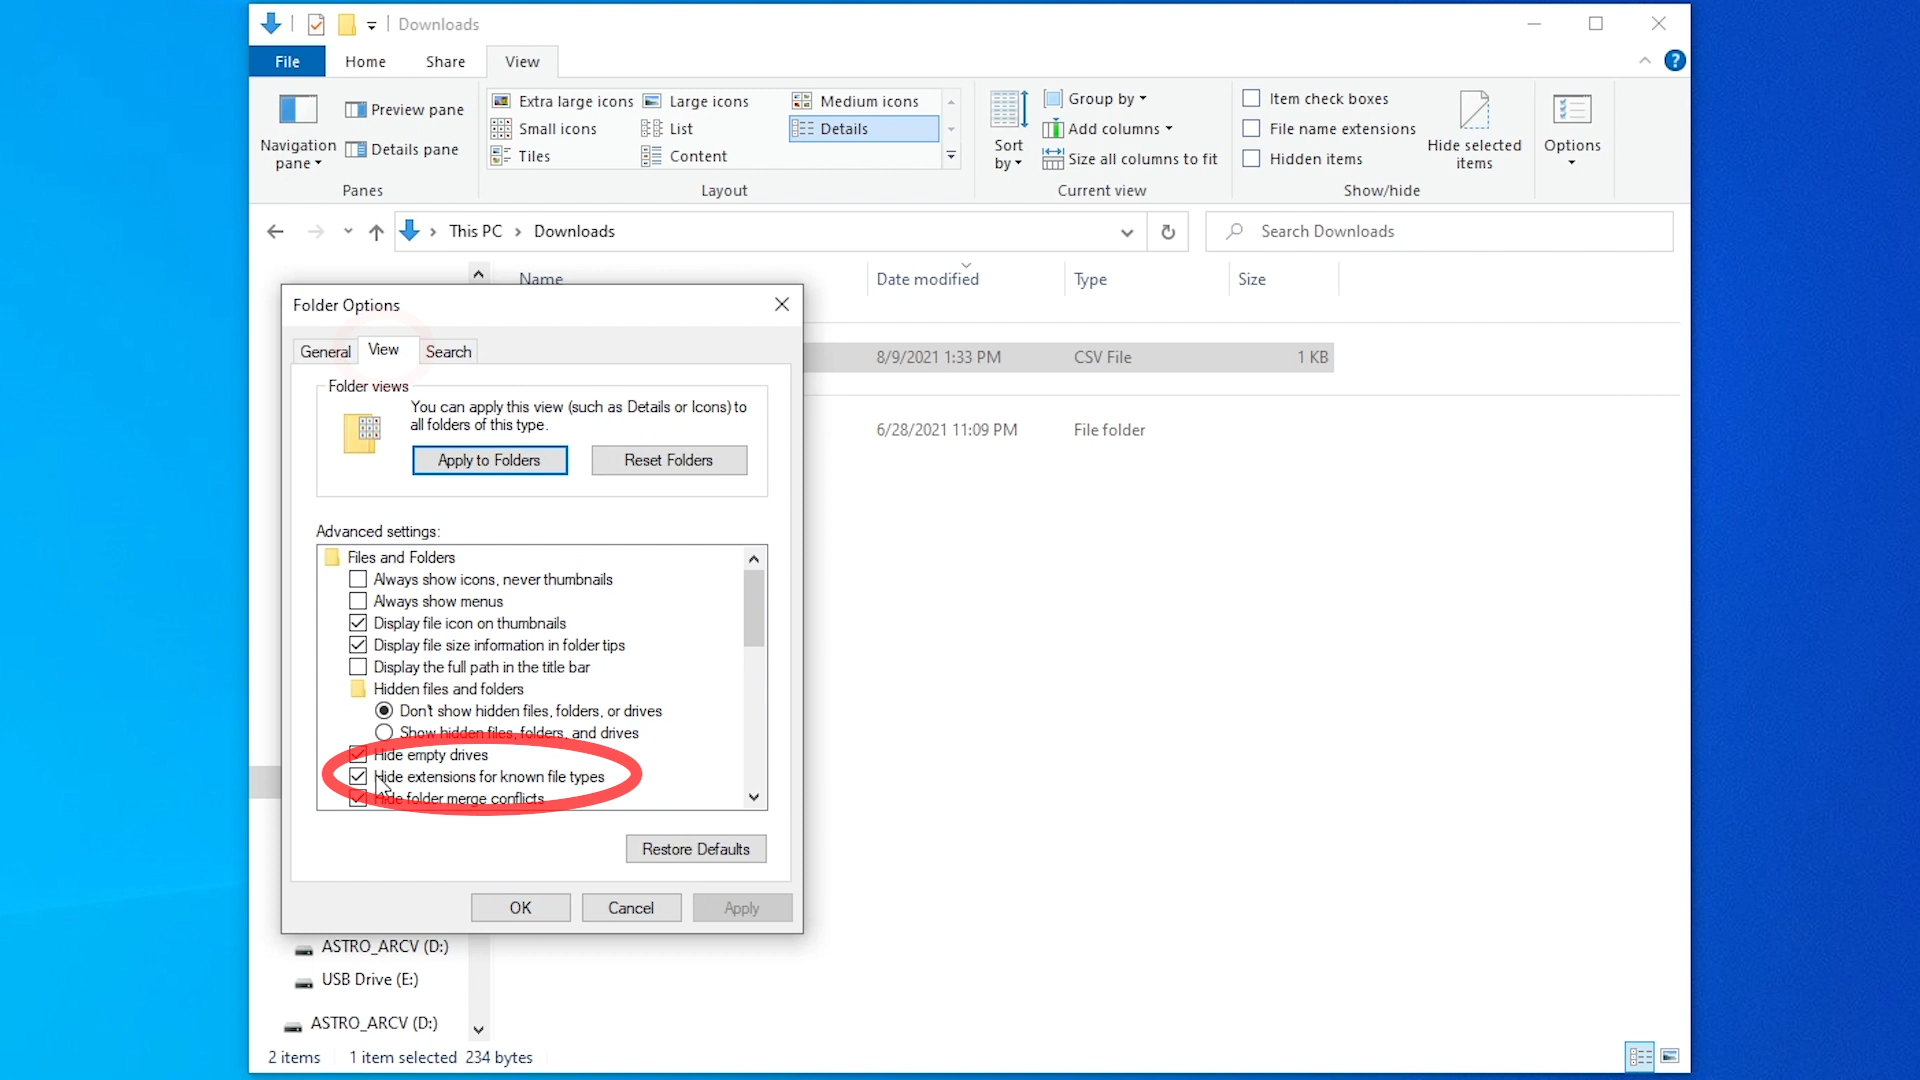 Downloads
File
Home
Share
View
Navigation
pane
Preview pane
Details pane
Panes
Extra large icons
Large icons
Medium icons
Small icons
List
Details
Tiles
Content
Layout
Sort
by
Group by
Add columns
Size all columns to fit
Current view
Item check boxes
File name extensions
Hidden items
Hide selected
items
Show/hide
Options
This PC
Downloads
Search Downloads
Name
Date modified
Type
Size
8/9/2021 1:33 PM
CSV File
1 KB
6/28/2021 11:09 PM
File folder
Folder Options
General
View
Search
Folder views
You can apply this view (such as Details or Icons) to
all folders of this type.
Apply to Folders
Reset Folders
Advanced settings:
Files and Folders
Always show icons, never thumbnails
Always show menus
Display file icon on thumbnails
Display file size information in folder tips
Display the full path in the title bar
Hidden files and folders
Don't show hidden files, folders, or drives
Show hidden files, folders, and drives
Hide empty drives
Hide extensions for known file types
Hide folder merge conflicts
Restore Defaults
OK
Cancel
Apply
ASTRO_ARCV (D:)
USB Drive (E:)
ASTRO_ARCV (D:)
2 items
1 item selected 234 bytes